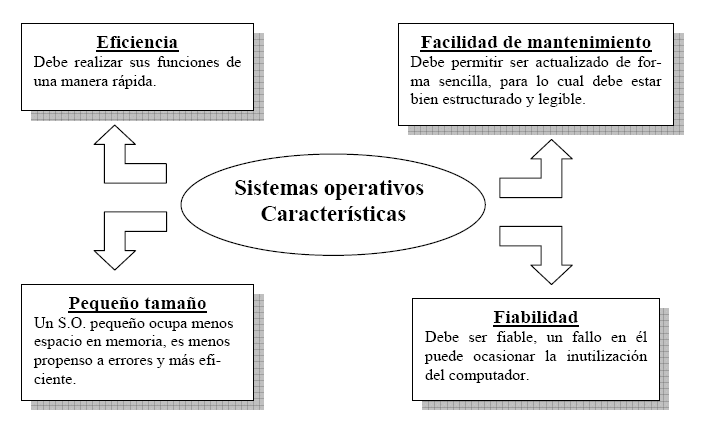 Eficiencia
Debe realizar sus funciones de
una manera rápida.
Facilidad de mantenimiento
Debe permitir ser actualizado de for-
ma sencilla, para lo cual debe estar
bien estructurado y legible.
Sistemas operativos
Características
Pequeño tamaño
Un S.O. pequeño ocupa menos
espacio en memoria, es menos
propenso a errores y más efi-
ciente.
Fiabilidad
Debe ser fiable, un fallo en él
puede ocasionar la inutilización
del computador.